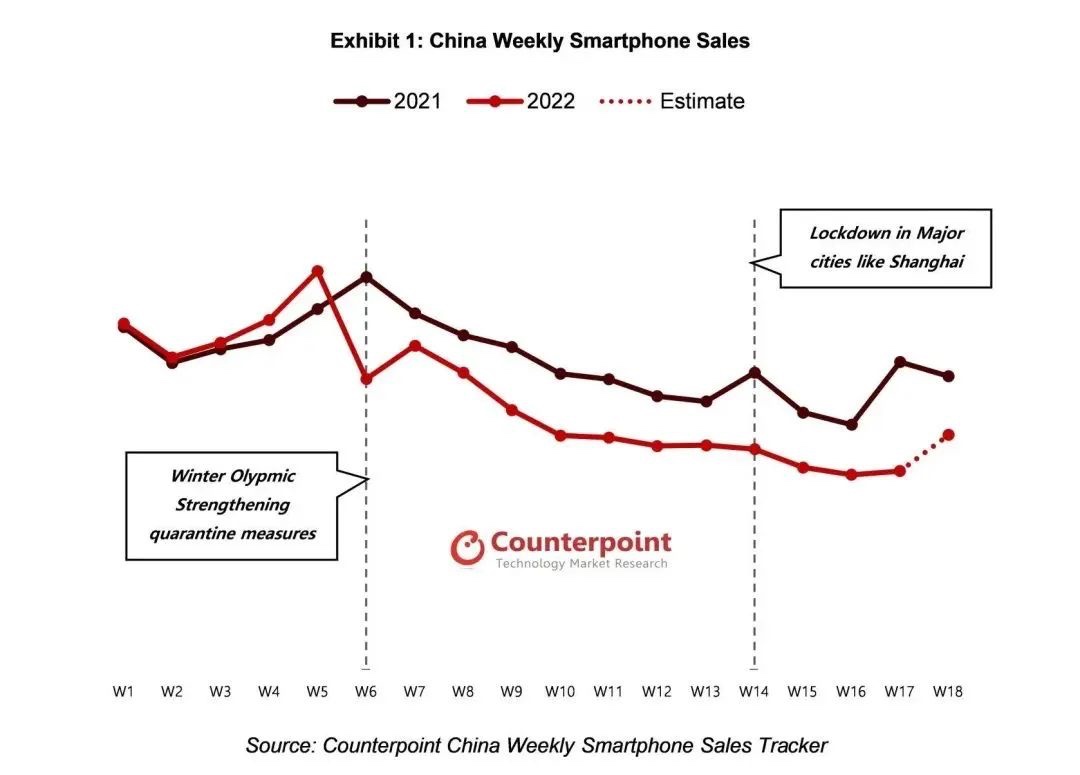 Exhibit 1: China Weekly Smartphone Sales
2021 2022 Estimate
Lockdown in Major
cities like Shanghai
Winter Olypmic
Strengthening
quarantine measures
Counterpoint
Technology Market Research
W1 W2 W3 W4 W5 W6 W7 W8 W9 W10 W11 W12 W13 W14 W15 W16 W17 W18
Source: Counterpoint China Weekly Smartphone Sales Tracker